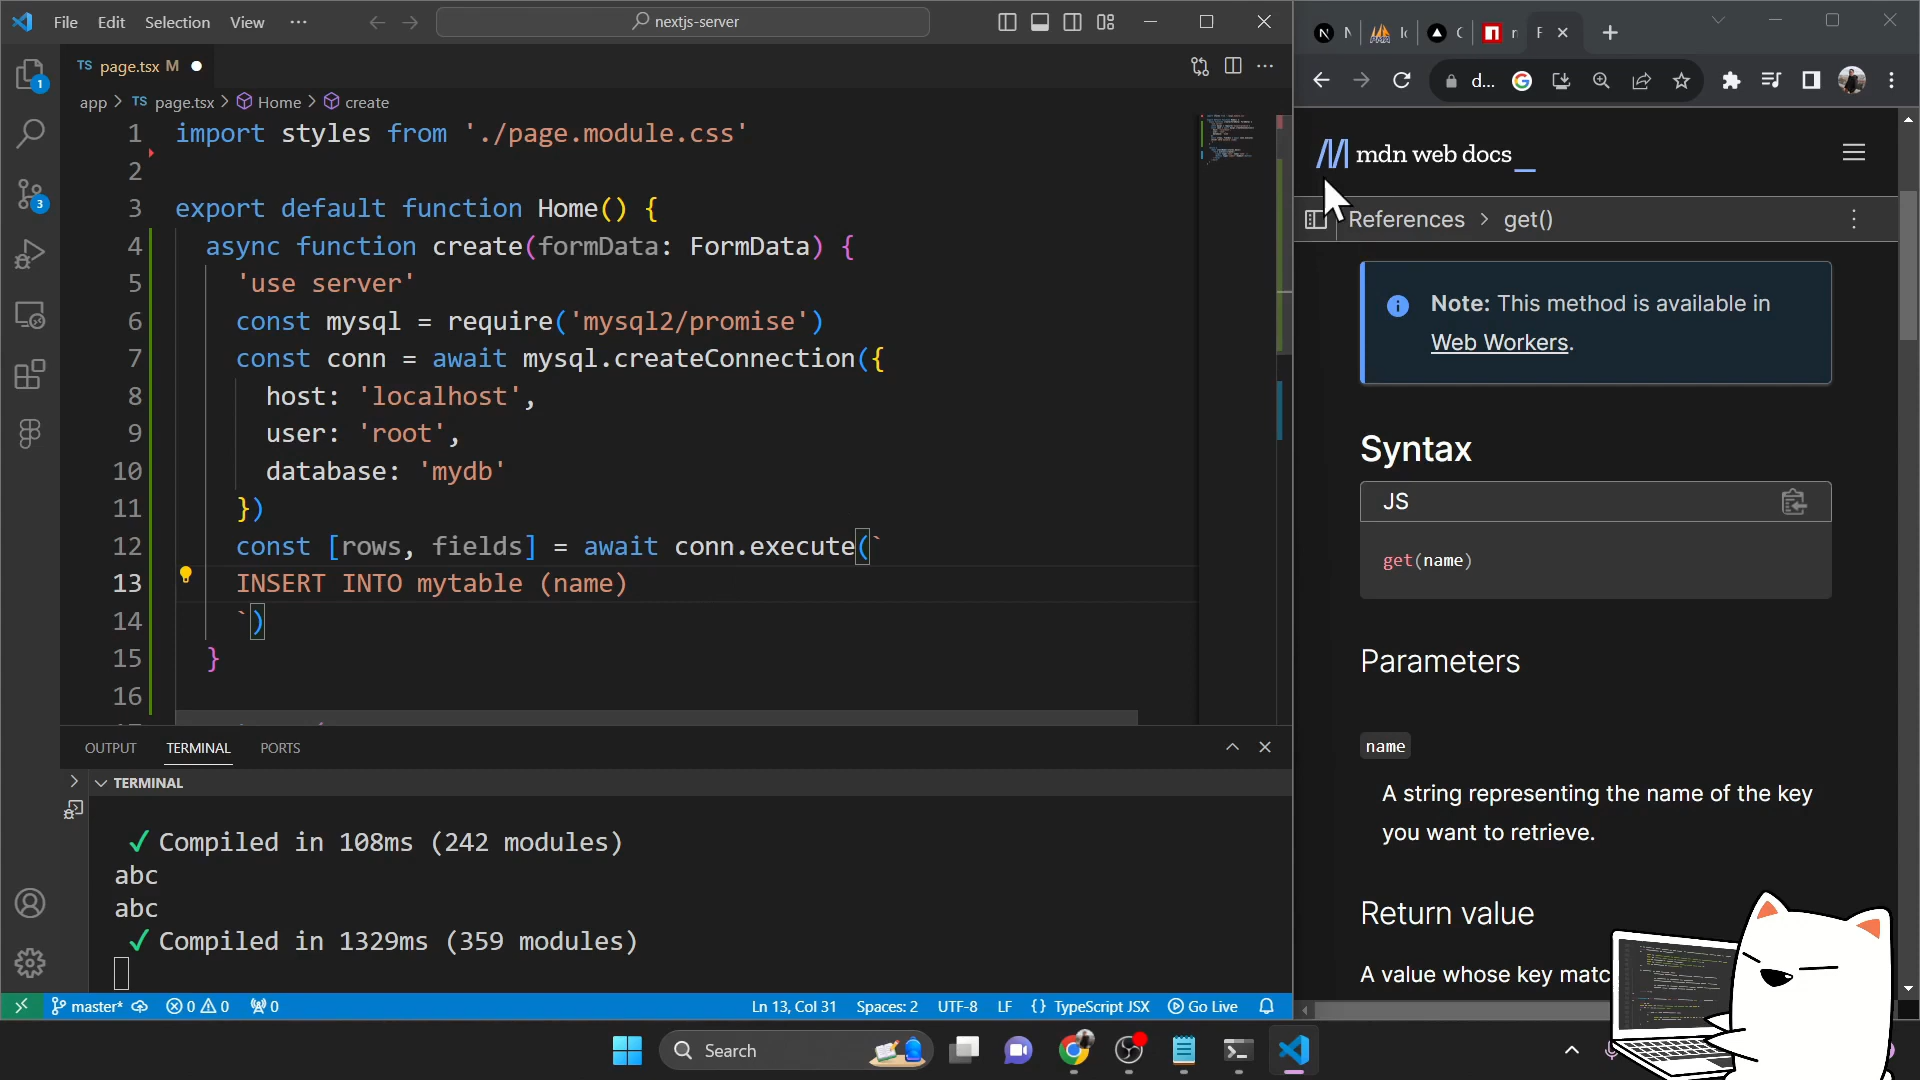 File Edit Selection View ···
nextjs-server
TS page.tsx M
app > TS page.tsx > Home > create
1 import styles from './page.module.css'
2
3 export default function Home() {
4 async function create(formData: FormData) {
5 'use server'
6 const mysql = require('mysql2/promise')
7 const conn = await mysql.createConnection({
8 host: 'localhost',
9 user: 'root',
10 database: 'mydb'
11 })
12 const [rows, fields] = await conn.execute(`
13 INSERT INTO mytable (name)
14 `)
15 }
16
1
3
OUTPUT TERMINAL PORTS
TERMINAL
✓ Compiled in 108ms (242 modules)
abc
abc
✓ Compiled in 1329ms (359 modules)
master* 0 0 0 Ln 13, Col 31 Spaces: 2 UTF-8 LF {} TypeScript JSX Go Live
d...
mdn web docs_
References > get()
Note: This method is available in
Web Workers.
Syntax
JS
get(name)
Parameters
name
A string representing the name of the key
you want to retrieve.
Return value
A value whose key matc
Search